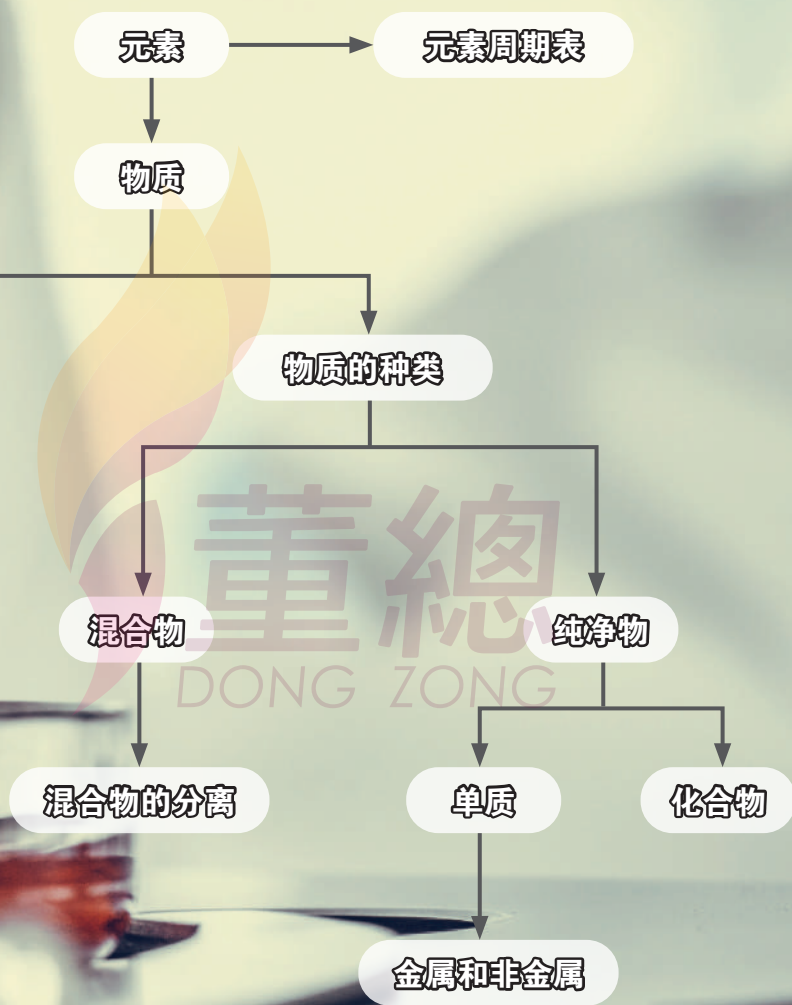 元素
元素周期表
物质
物质的种类
董總
DONG ZONG
混合物
纯净物
混合物的分离
单质
化合物
金属和非金属